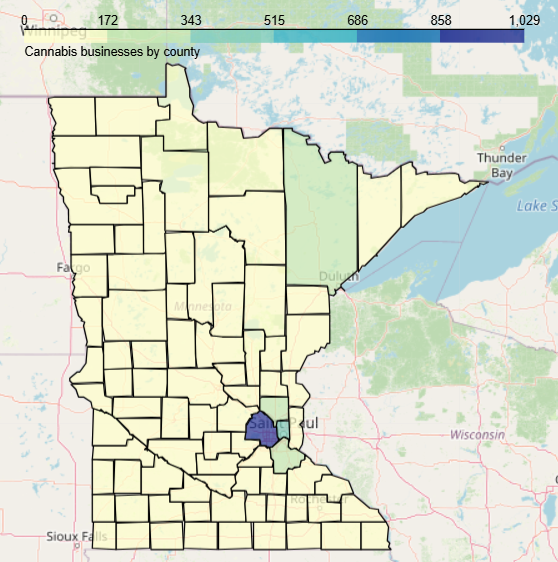 0 172 343 515 686 858 1,029
Winnipeg
Cannabis businesses by county
Thunder
Bay
Lake S
Fargo
Duluth
Minnesota
Saint Paul
Wisconsin
Rochester
Sioux Falls